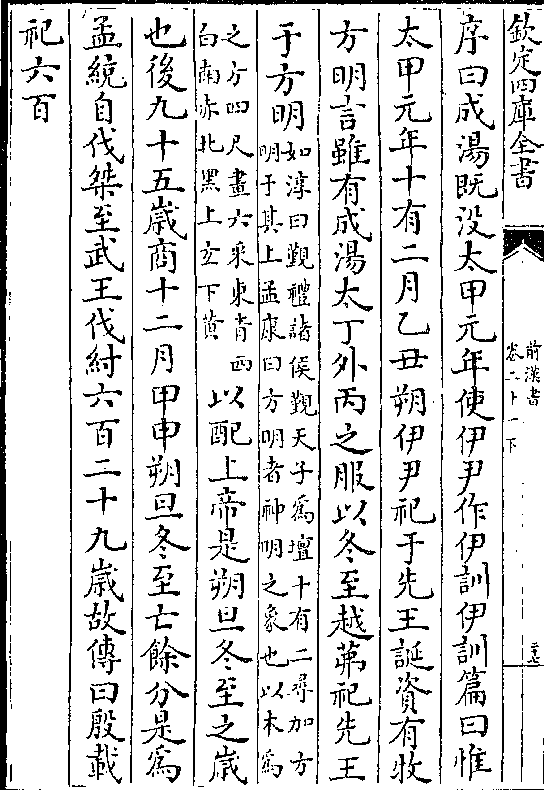 欽定四庫全書
前漢書
卷二十一下
序曰成湯既沒太甲元年使伊尹作伊訓伊訓篇曰惟
太甲元年十有二月乙丑朔伊尹祀于先王誕資有牧
方明言雖有成湯太丁外丙之服以冬至越茀祀先王
于方明如淳曰覲禮諸侯覲天子爲壇十有二尋加方
明于其上孟康曰方明者神明之象也以木爲
之方四尺畫六采東青西
白南赤北黑上玄下黃以配上帝是朔旦冬至之歲
也後九十五歲商十二月甲申朔旦冬至亡餘分是爲
孟統自伐桀至武王伐紂六百二十九歲故傳曰殷載
祀六百